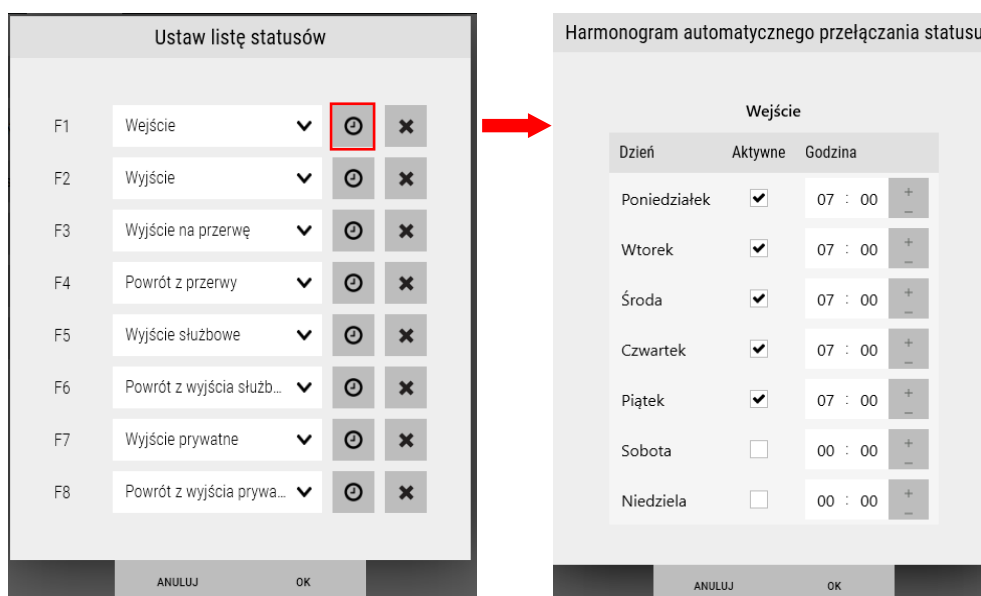 Ustaw listę statusów
F1 Wejście
F2 Wyjście
F3 Wyjście na przerwę
F4 Powrót z przerwy
F5 Wyjście służbowe
F6 Powrót z wyjścia służb...
F7 Wyjście prywatne
F8 Powrót z wyjścia prywa...
ANULUJ OK
Harmonogram automatycznego przełączania statusu
Wejście
Dzień Aktywne Godzina
Poniedziałek 07 : 00 + –
Wtorek 07 : 00 + –
Środa 07 : 00 + –
Czwartek 07 : 00 + –
Piątek 07 : 00 + –
Sobota 00 : 00 + –
Niedziela 00 : 00 + –
ANULUJ OK